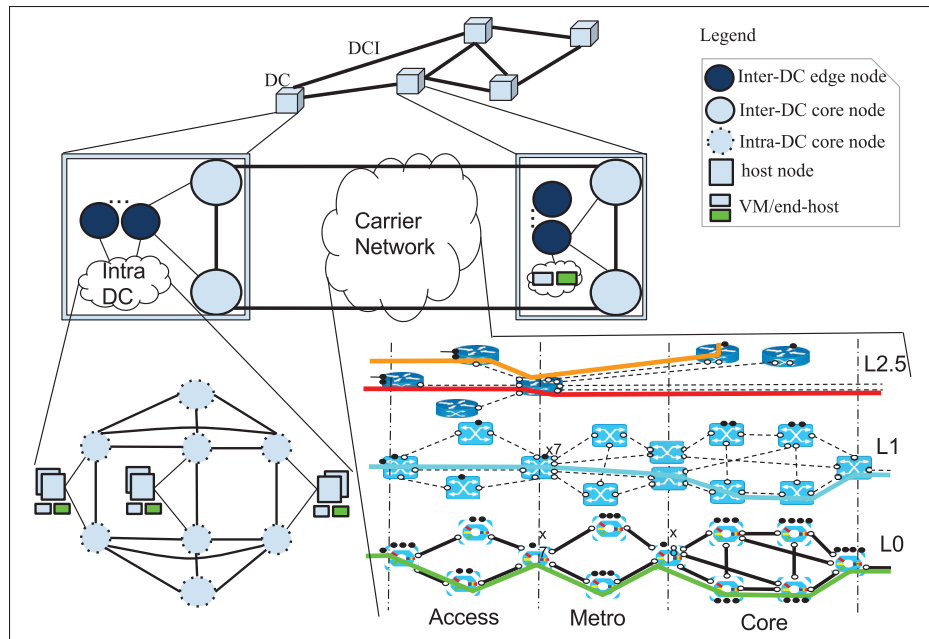 DCI
DC
Legend
Inter-DC edge node
Inter-DC core node
Intra-DC core node
host node
VM/end-host
...
...
Carrier
Network
Intra
DC
L2.5
x7
L1
x
7
x
8
L0
Access
Metro
Core